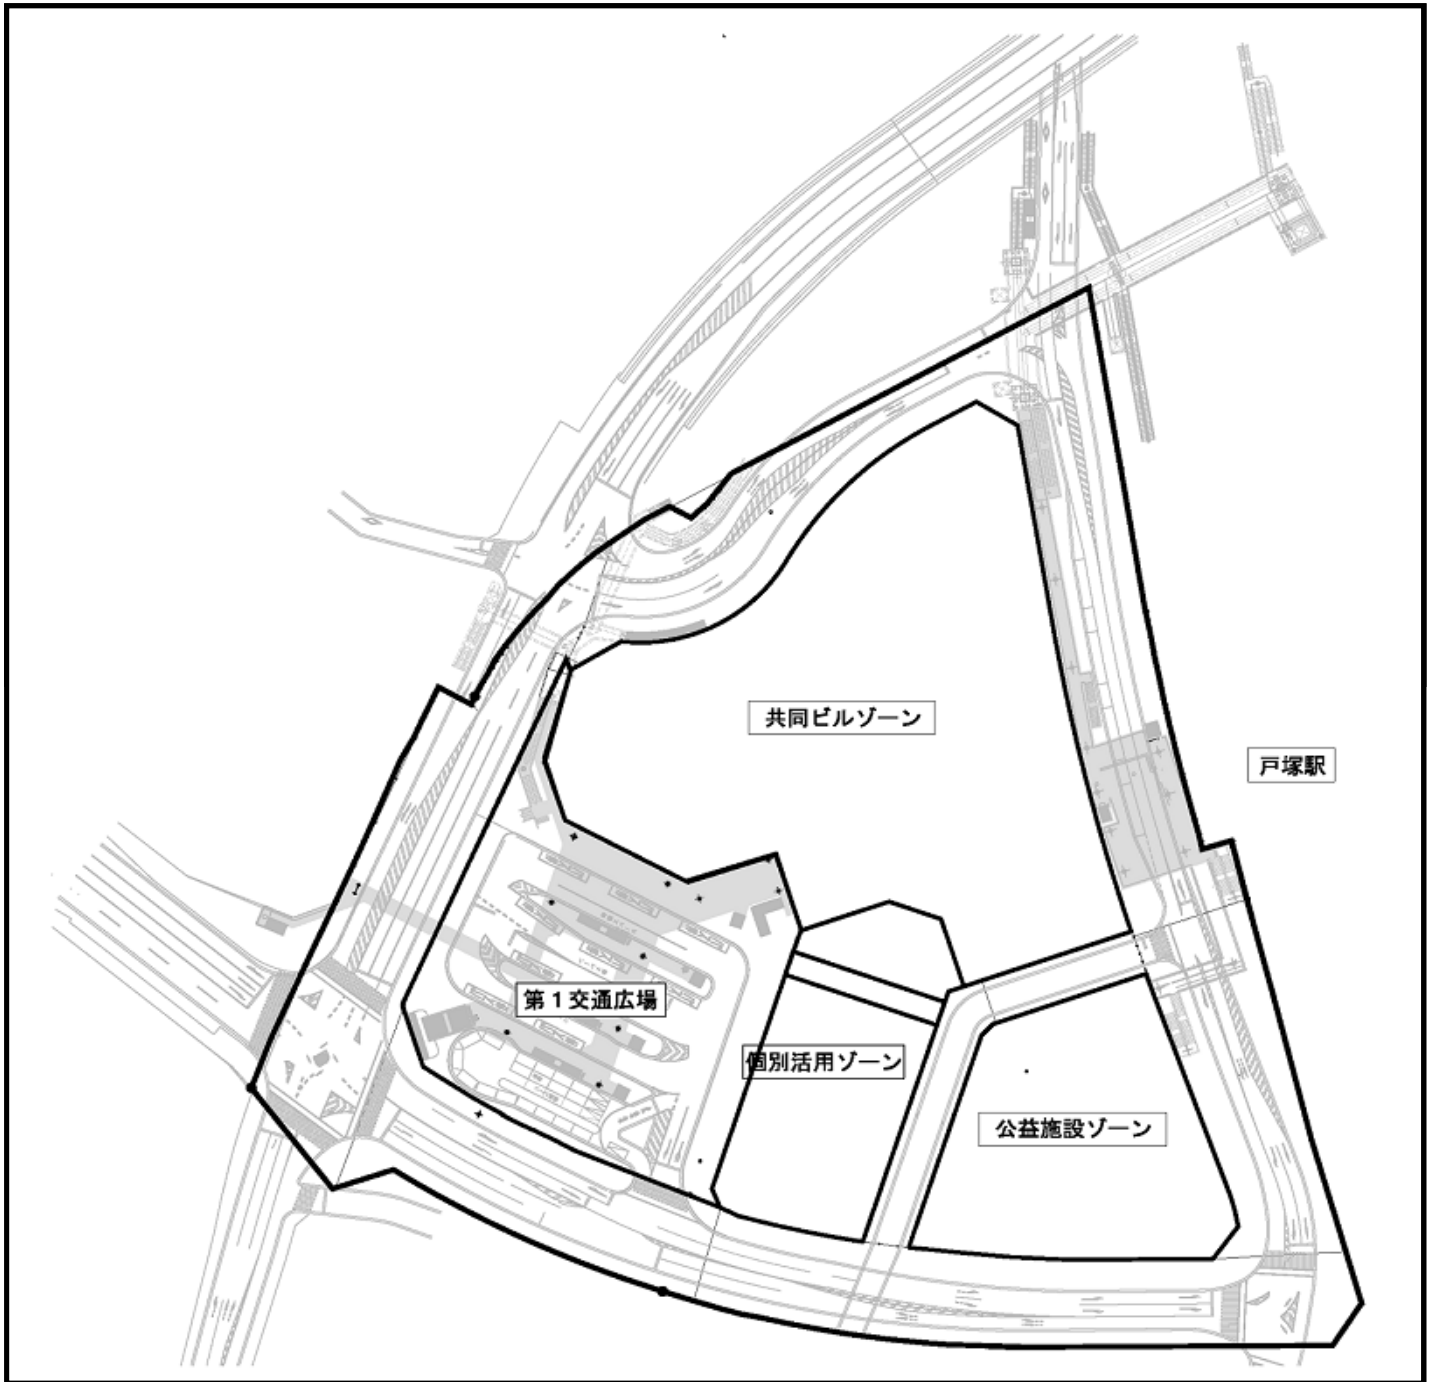 共同ビルゾーン
戸塚駅
第１交通広場
個別活用ゾーン
公益施設ゾーン